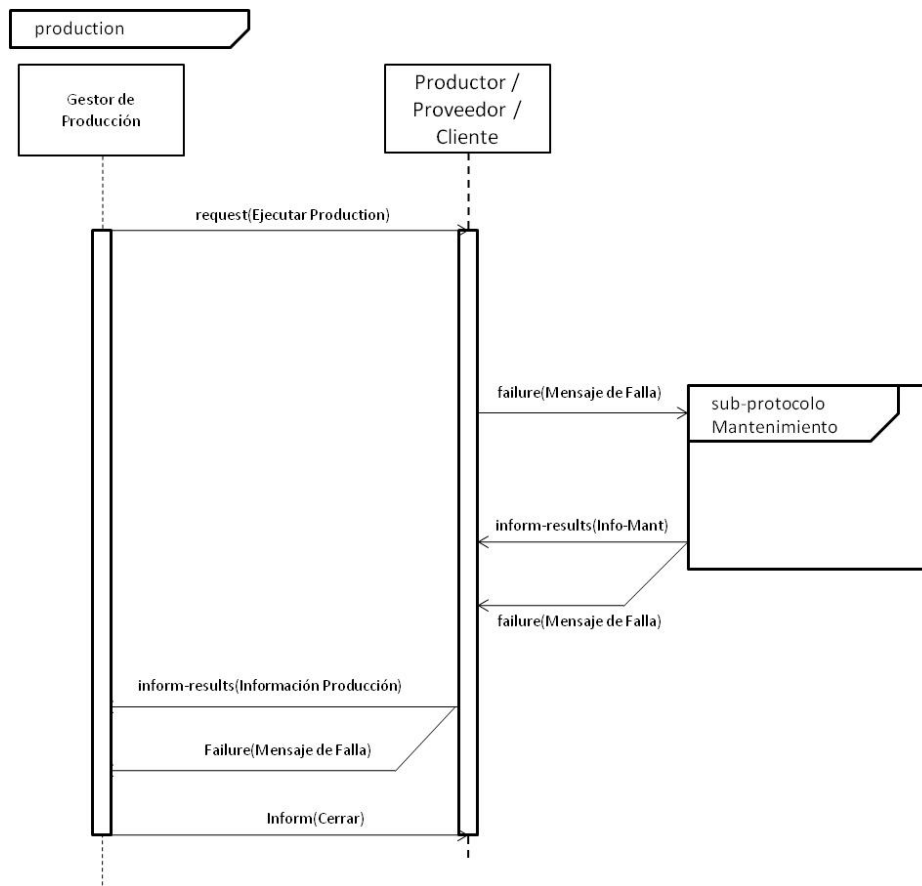 production
Gestor de
Producción
Productor /
Proveedor /
Cliente
request(Ejecutar Production)
failure(Mensaje de Falla)
sub-protocolo
Mantenimiento
inform-results(Info-Mant)
failure(Mensaje de Falla)
inform-results(Información Producción)
Failure(Mensaje de Falla)
Inform(Cerrar)